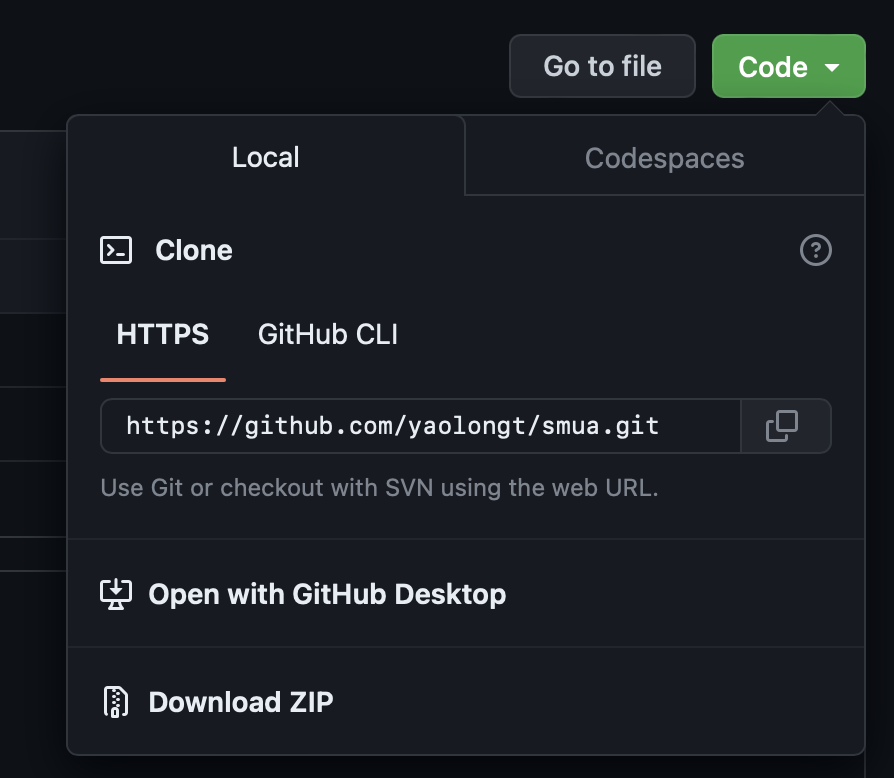 Go to file
Code
Local
Codespaces
Clone
HTTPS
GitHub CLI
https://github.com/yaolongt/smua.git
Use Git or checkout with SVN using the web URL.
Open with GitHub Desktop
Download ZIP